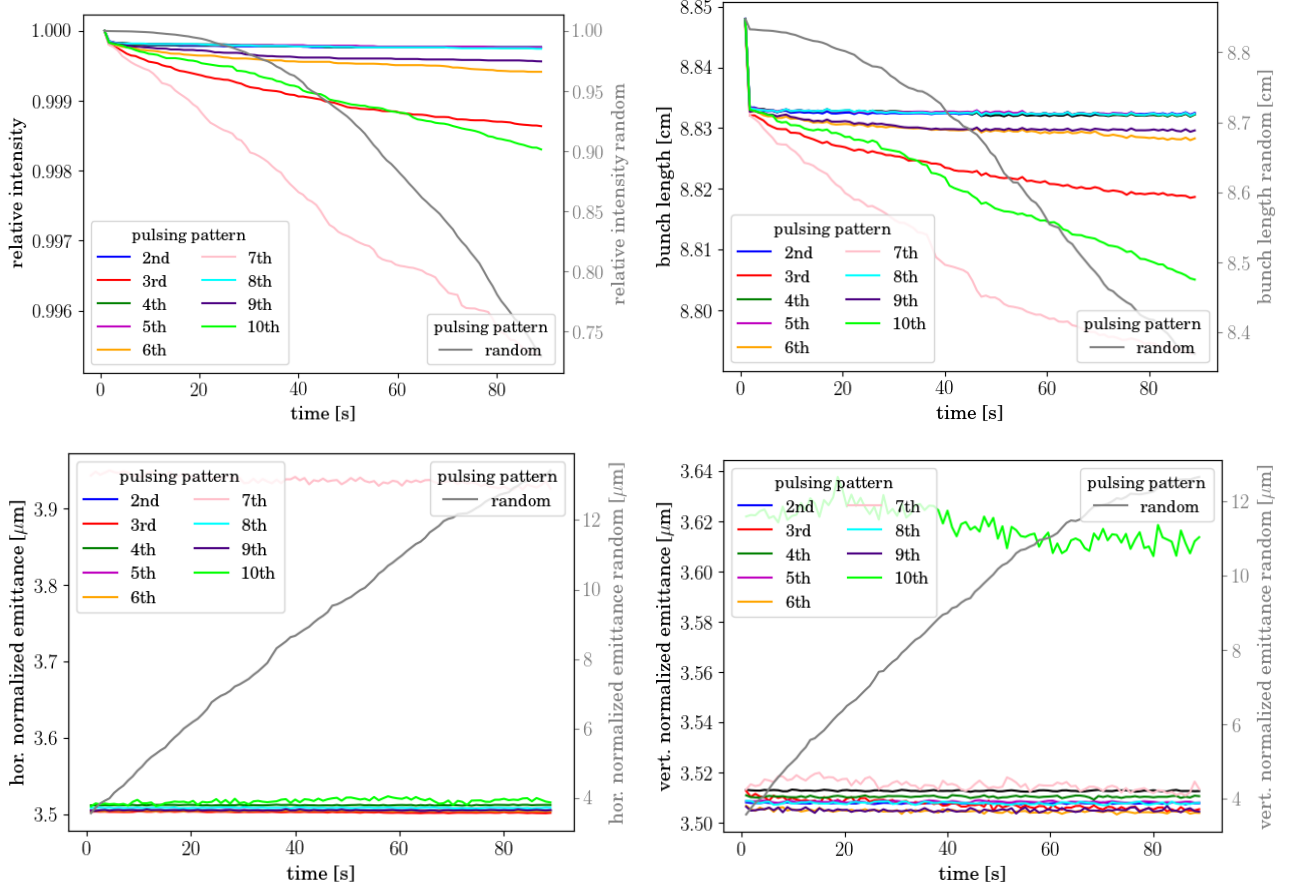 1.000
0.999
0.998
0.997
0.996
relative intensity
0 20 40 60 80
time [s]
1.00
0.95
0.90
0.85
0.80
0.75
relative intensity random
pulsing pattern
2nd 7th
3rd 8th
4th 9th
5th 10th
6th
pulsing pattern
random
8.85
8.84
8.83
8.82
8.81
8.80
bunch length [cm]
0 20 40 60 80
time [s]
8.8
8.7
8.6
8.5
8.4
bunch length random [cm]
pulsing pattern
2nd 7th
3rd 8th
4th 9th
5th 10th
6th
pulsing pattern
random
3.9
3.8
3.7
3.6
3.5
hor. normalized emittance [μm]
0 20 40 60 80
time [s]
12
10
8
6
4
hor. normalized emittance random [μm]
pulsing pattern
2nd 7th
3rd 8th
4th 9th
5th 10th
6th
pulsing pattern
random
3.64
3.62
3.60
3.58
3.56
3.54
3.52
3.50
vert. normalized emittance [μm]
0 20 40 60 80
time [s]
12
10
8
6
4
vert. normalized emittance random [μm]
pulsing pattern
2nd 7th
3rd 8th
4th 9th
5th 10th
6th
pulsing pattern
random